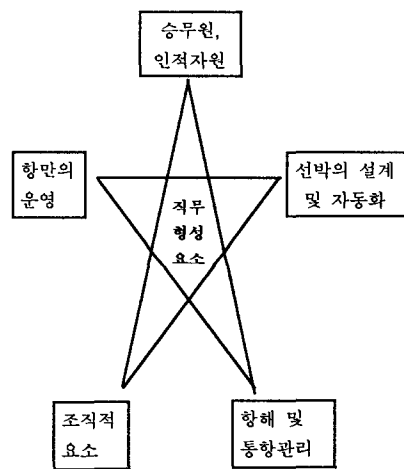 승무원,
인적자원
항만의
운영
선박의 설계
및 자동화
직무
형성
요소
조직적
요소
항해 및
통항관리